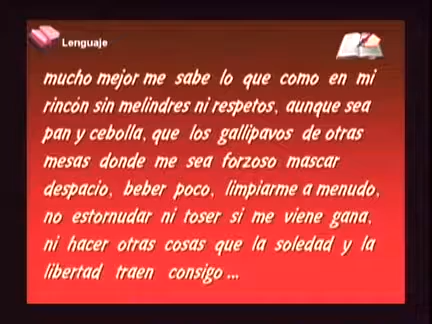 Lenguaje
mucho mejor me sabe lo que como en mi
rincón sin melindres ni respetos, aunque sea
pan y cebolla, que los gallipavos de otras
mesas donde me sea forzoso mascar
despacio, beber poco, limpiarme a menudo,
no estornudar ni toser si me viene gana,
ni hacer otras cosas que la soledad y la
libertad traen consigo...